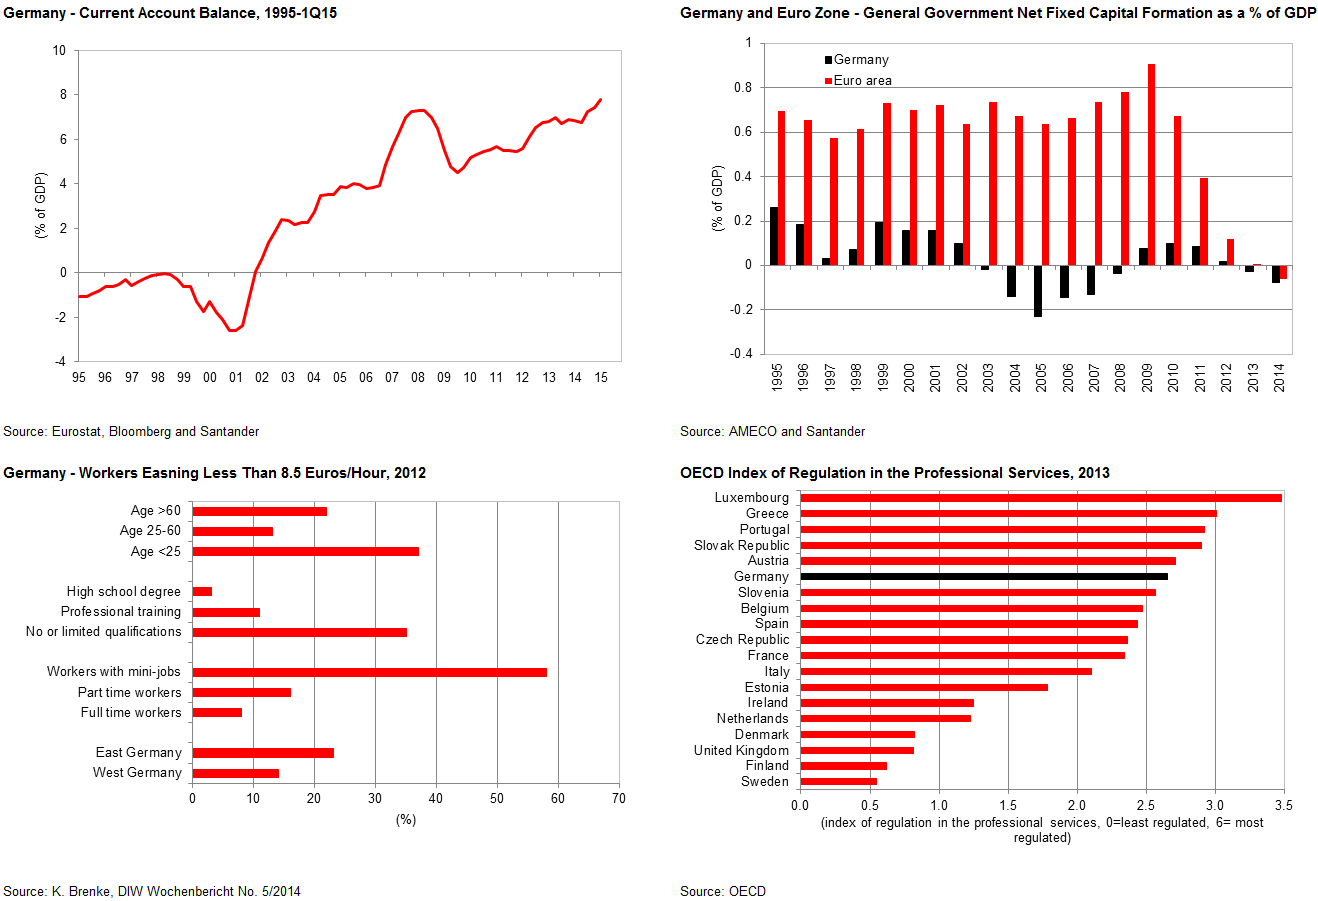 Germany - Current Account Balance, 1995-1Q15
10
8
6
4
2
0
-2
-4
(% of GDP)
95 96 97 98 99 00 01 02 03 04 05 06 07 08 09 10 11 12 13 14 15
Source: Eurostat, Bloomberg and Santander
Germany and Euro Zone - General Government Net Fixed Capital Formation as a % of GDP
1
0.8
0.6
0.4
0.2
0
-0.2
-0.4
(% of GDP)
Germany
Euro area
1995 1996 1997 1998 1999 2000 2001 2002 2003 2004 2005 2006 2007 2008 2009 2010 2011 2012 2013 2014
Source: AMECO and Santander
Germany - Workers Easning Less Than 8.5 Euros/Hour, 2012
Age >60
Age 25-60
Age <25
High school degree
Professional training
No or limited qualifications
Workers with mini-jobs
Part time workers
Full time workers
East Germany
West Germany
0 10 20 30 40 50 60 70
(%)
Source: K. Brenke, DIW Wochenbericht No. 5/2014
OECD Index of Regulation in the Professional Services, 2013
Luxembourg
Greece
Portugal
Slovak Republic
Austria
Germany
Slovenia
Belgium
Spain
Czech Republic
France
Italy
Estonia
Ireland
Netherlands
Denmark
United Kingdom
Finland
Sweden
0.0 0.5 1.0 1.5 2.0 2.5 3.0 3.5
(index of regulation in the professional services, 0=least regulated, 6= most
regulated)
Source: OECD